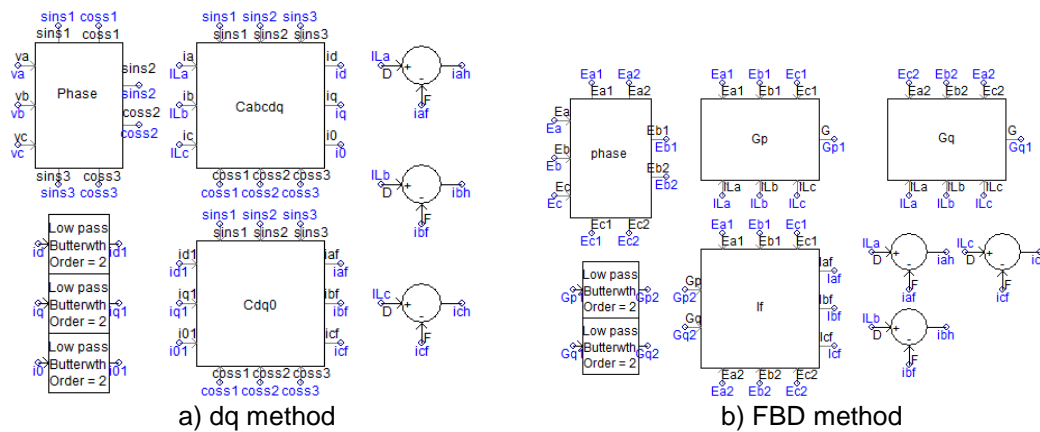 sins1 coss1
sins1 coss1
va
va
vb
vb
vc
vc
Phase
sins2
sins2
coss2
coss2
sins3 coss3
sins3 coss3
sins1 sins2 sins3
sins1 sins2 sins3
ia
ILa
ib
ILb
ic
ILc
Cabcdq
id
id
iq
iq
i0
i0
coss1 coss2 coss3
coss1 coss2 coss3
ILa
D + - F
iaf
iah
ILb
D + - F
ibf
ibh
ILc
D + - F
icf
ich
id
Low pass
Butterwth
Order = 2
id1
iq
Low pass
Butterwth
Order = 2
iq1
i0
Low pass
Butterwth
Order = 2
i01
sins1 sins2 sins3
sins1 sins2 sins3
id1
id1
iq1
iq1
i01
i01
Cdq0
iaf
iaf
ibf
ibf
icf
icf
coss1 coss2 coss3
coss1 coss2 coss3
a) dq method
Ea1 Ea2
Ea1 Ea2
Ea
Ea
Eb
Eb
Ec
Ec
phase
Eb1
Eb1
Eb2
Eb2
Ec1 Ec2
Ec1 Ec2
Ea1 Eb1 Ec1
Ea1 Eb1 Ec1
Gp
G
Gp1
ILa ILb ILc
ILa ILb ILc
Ec2 Eb2 Ea2
Ea2 Eb2 Ec2
Gq
G
Gq1
ILa ILb ILc
ILa ILb ILc
Gp1
Low pass
Butterwth
Order = 2
Gp2
Gq1
Low pass
Butterwth
Order = 2
Gq2
Ea1 Eb1 Ec1
Ea1 Eb1 Ec1
Gp
Gp2
Gq
Gq2
If
Iaf
Iaf
Ibf
Ibf
Icf
Icf
Ea2 Eb2 Ec2
Ea2 Eb2 Ec2
ILa
D + - F
iaf
iah
ILc
D + - F
icf
ILb
D + - F
ibf
ibh
b) FBD method